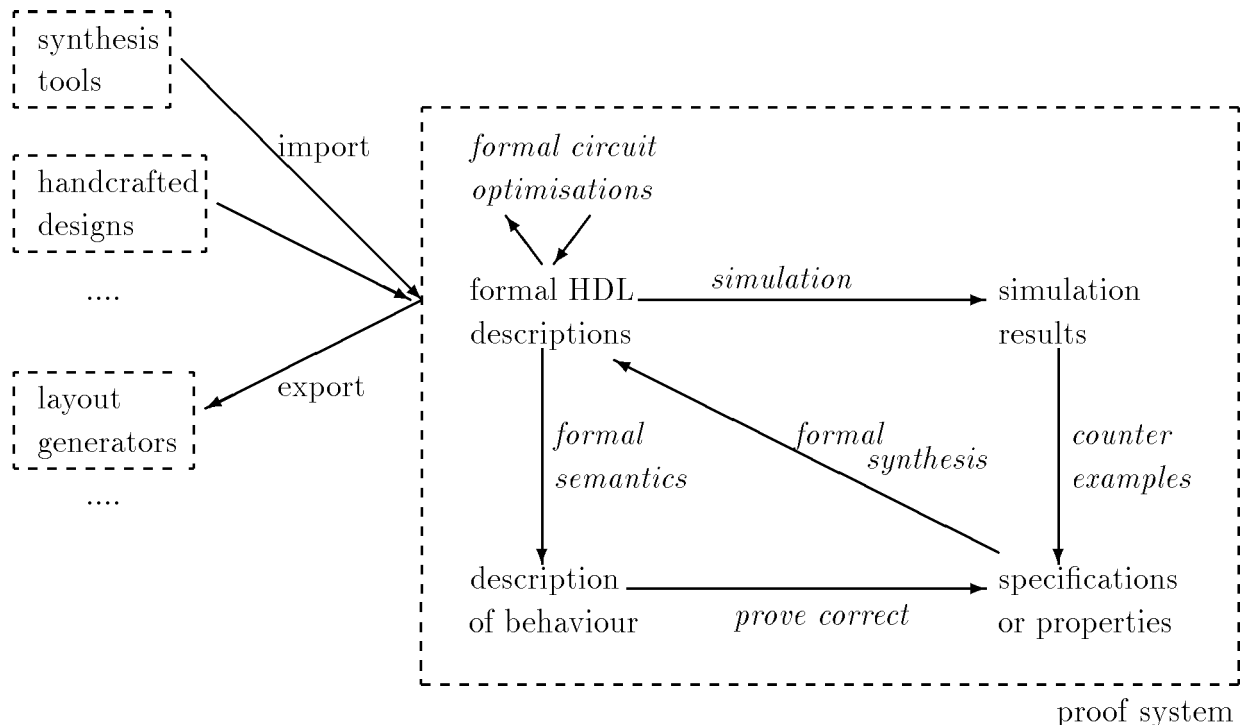 synthesis
tools
import
handcrafted
designs
....
export
layout
generators
....
formal circuit
optimisations
formal HDL
descriptions
simulation
simulation
results
formal
semantics
formal
synthesis
counter
examples
description
of behaviour
prove correct
specifications
or properties
proof system